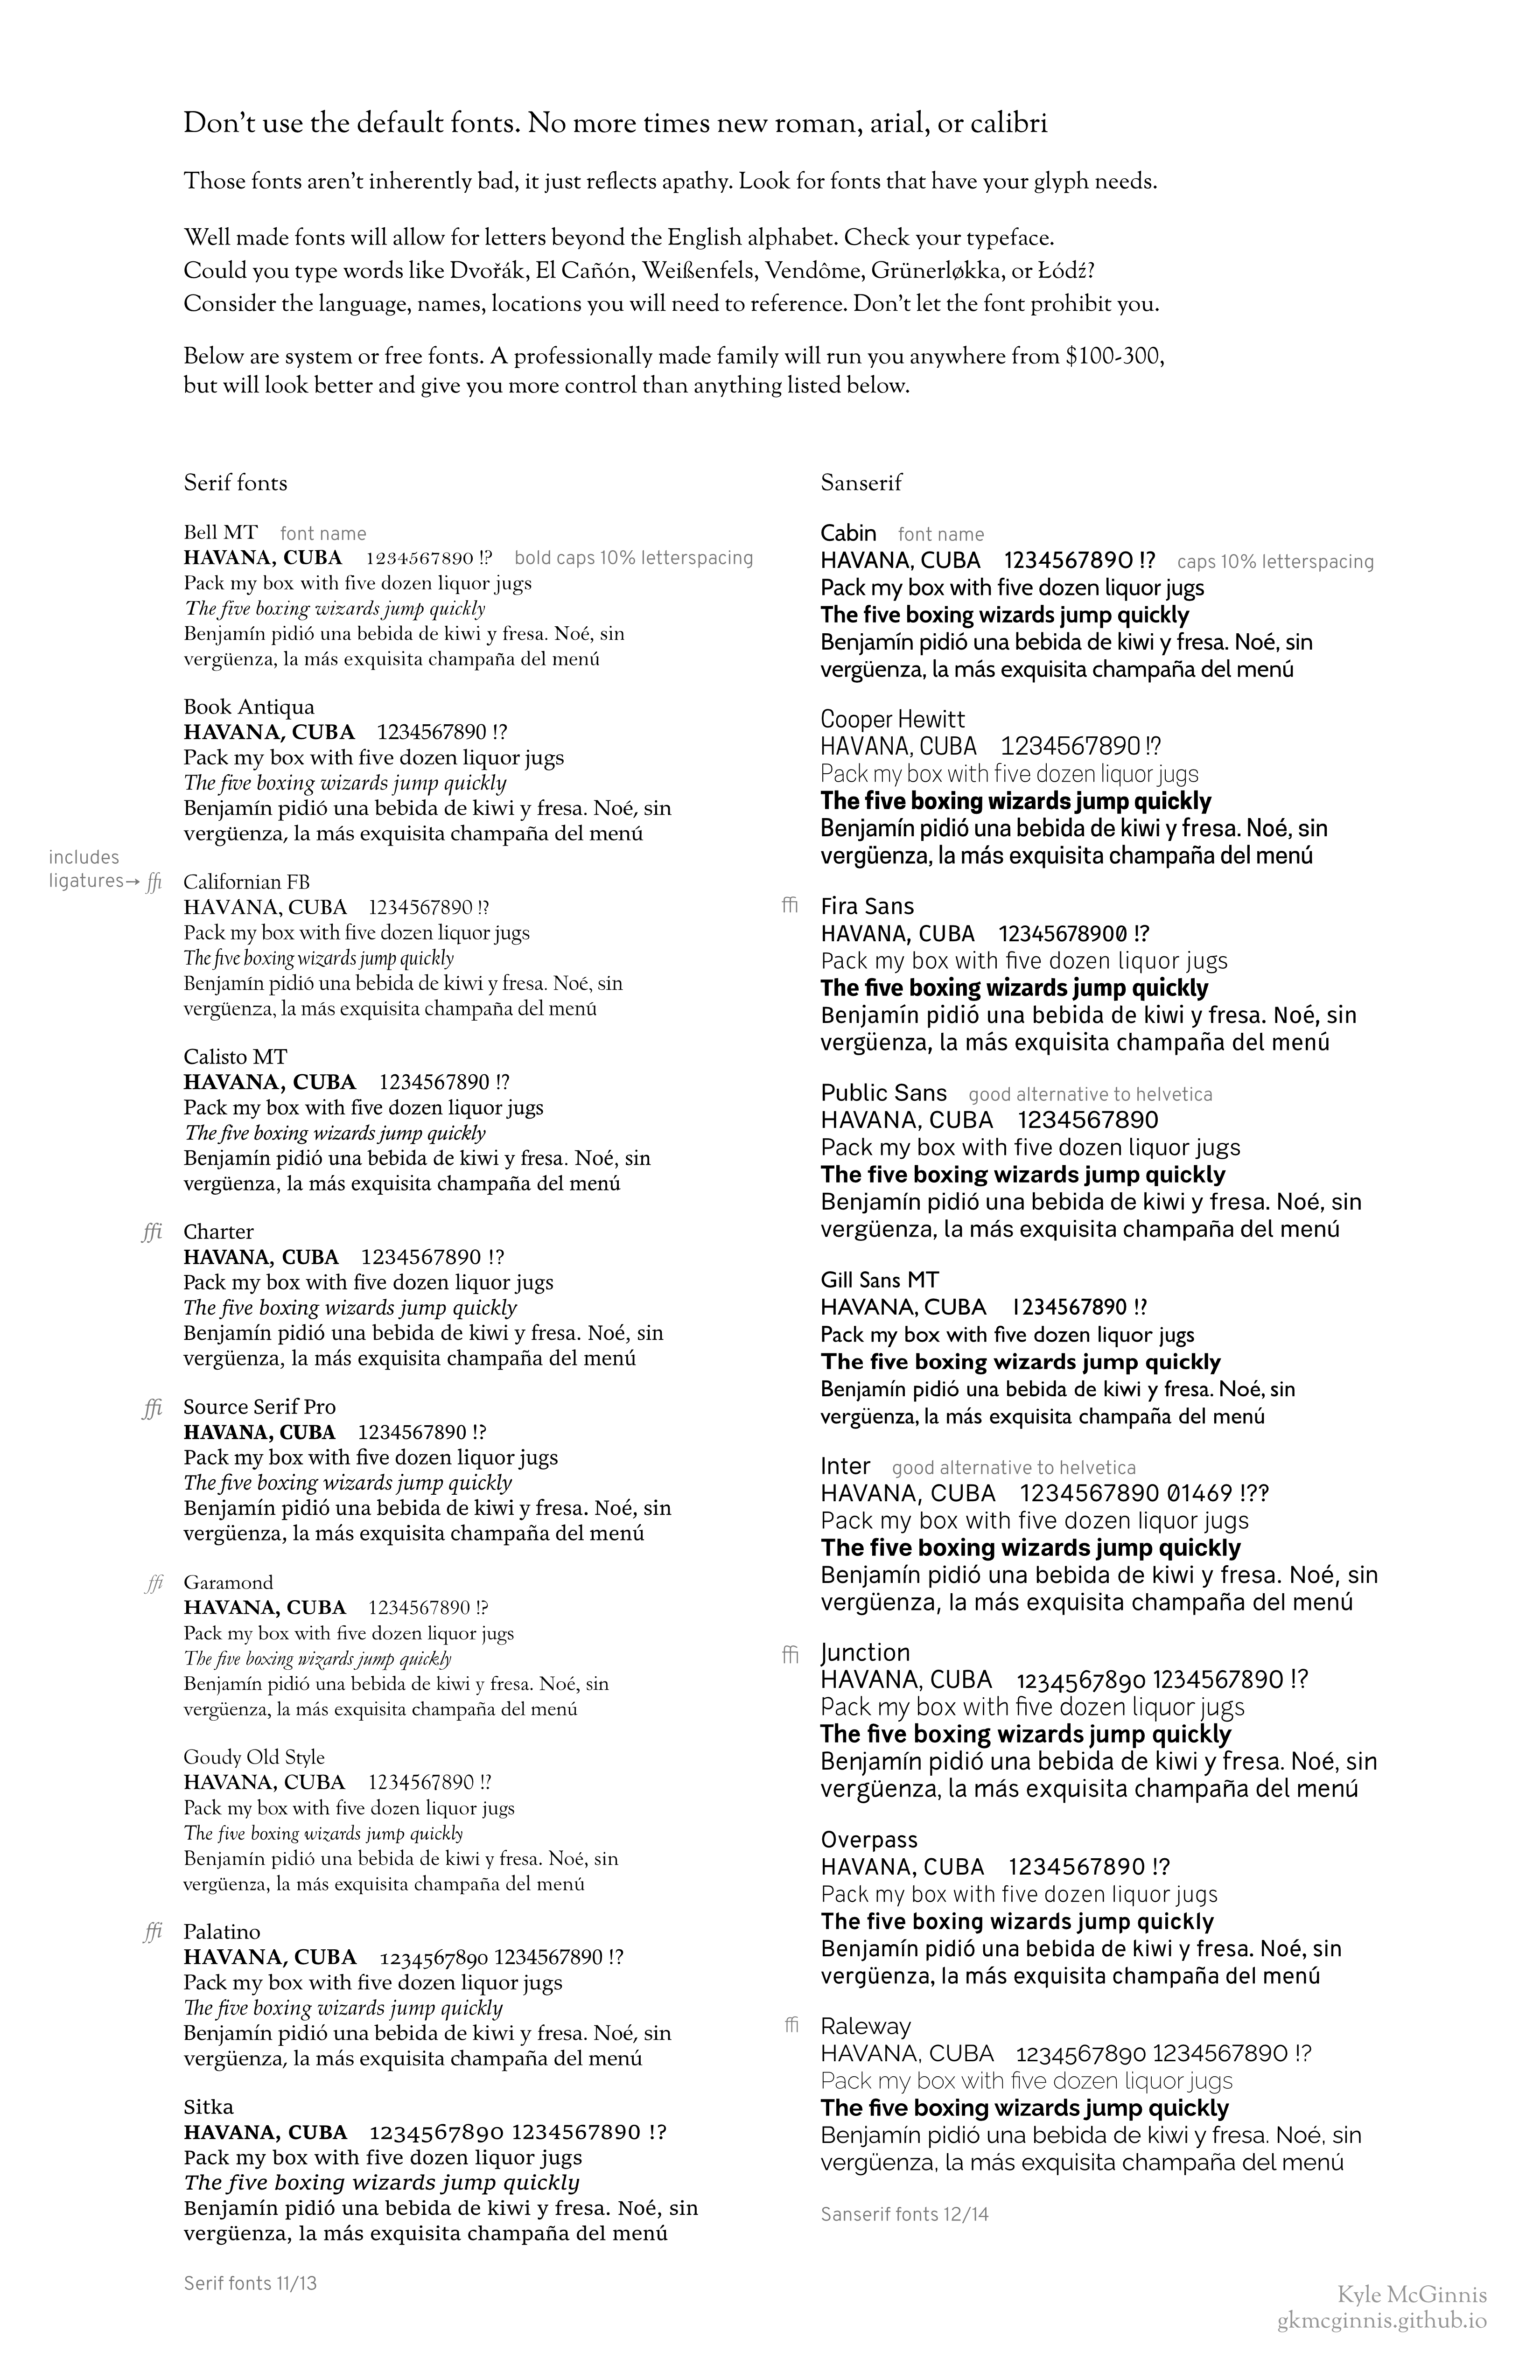 Don't use the default fonts. No more times new roman, arial, or calibri
Those fonts aren't inherently bad, it just reflects apathy. Look for fonts that have your glyph needs.
Well made fonts will allow for letters beyond the English alphabet. Check your typeface.
Could you type words like Dvořák, El Cañón, Weißenfels, Vendôme, Grünerløkka, or Łódź?
Consider the language, names, locations you will need to reference. Don't let the font prohibit you.
Below are system or free fonts. A professionally made family will run you anywhere from $100-300,
but will look better and give you more control than anything listed below.
Serif fonts
Bell MT font name
HAVANA, CUBA 1234567890 !? bold caps 10% letterspacing
Pack my box with five dozen liquor jugs
The five boxing wizards jump quickly
Benjamín pidió una bebida de kiwi y fresa. Noé, sin
vergüenza, la más exquisita champaña del menú
Book Antiqua
HAVANA, CUBA 1234567890 !?
Pack my box with five dozen liquor jugs
The five boxing wizards jump quickly
Benjamín pidió una bebida de kiwi y fresa. Noé, sin
vergüenza, la más exquisita champaña del menú
includes
ligatures→ ffi Californian FB
HAVANA, CUBA 1234567890 !?
Pack my box with five dozen liquor jugs
The five boxing wizards jump quickly
Benjamín pidió una bebida de kiwi y fresa. Noé, sin
vergüenza, la más exquisita champaña del menú
Calisto MT
HAVANA, CUBA 1234567890 !?
Pack my box with five dozen liquor jugs
The five boxing wizards jump quickly
Benjamín pidió una bebida de kiwi y fresa. Noé, sin
vergüenza, la más exquisita champaña del menú
ffi Charter
HAVANA, CUBA 1234567890 !?
Pack my box with five dozen liquor jugs
The five boxing wizards jump quickly
Benjamín pidió una bebida de kiwi y fresa. Noé, sin
vergüenza, la más exquisita champaña del menú
ffi Source Serif Pro
HAVANA, CUBA 1234567890 !?
Pack my box with five dozen liquor jugs
The five boxing wizards jump quickly
Benjamín pidió una bebida de kiwi y fresa. Noé, sin
vergüenza, la más exquisita champaña del menú
ffi Garamond
HAVANA, CUBA 1234567890 !?
Pack my box with five dozen liquor jugs
The five boxing wizards jump quickly
Benjamín pidió una bebida de kiwi y fresa. Noé, sin
vergüenza, la más exquisita champaña del menú
Goudy Old Style
HAVANA, CUBA 1234567890 !?
Pack my box with five dozen liquor jugs
The five boxing wizards jump quickly
Benjamín pidió una bebida de kiwi y fresa. Noé, sin
vergüenza, la más exquisita champaña del menú
ffi Palatino
HAVANA, CUBA 1234567890 1234567890 !?
Pack my box with five dozen liquor jugs
The five boxing wizards jump quickly
Benjamín pidió una bebida de kiwi y fresa. Noé, sin
vergüenza, la más exquisita champaña del menú
Sitka
HAVANA, CUBA 1234567890 1234567890 !?
Pack my box with five dozen liquor jugs
The five boxing wizards jump quickly
Benjamín pidió una bebida de kiwi y fresa. Noé, sin
vergüenza, la más exquisita champaña del menú
Serif fonts 11/13
Sanserif
Cabin font name
HAVANA, CUBA 1234567890 !? caps 10% letterspacing
Pack my box with five dozen liquor jugs
The five boxing wizards jump quickly
Benjamín pidió una bebida de kiwi y fresa. Noé, sin
vergüenza, la más exquisita champaña del menú
Cooper Hewitt
HAVANA, CUBA 1234567890 !?
Pack my box with five dozen liquor jugs
The five boxing wizards jump quickly
Benjamín pidió una bebida de kiwi y fresa. Noé, sin
vergüenza, la más exquisita champaña del menú
ffi Fira Sans
HAVANA, CUBA 12345678900 !?
Pack my box with five dozen liquor jugs
The five boxing wizards jump quickly
Benjamín pidió una bebida de kiwi y fresa. Noé, sin
vergüenza, la más exquisita champaña del menú
Public Sans good alternative to helvetica
HAVANA, CUBA 1234567890
Pack my box with five dozen liquor jugs
The five boxing wizards jump quickly
Benjamín pidió una bebida de kiwi y fresa. Noé, sin
vergüenza, la más exquisita champaña del menú
Gill Sans MT
HAVANA, CUBA 1234567890 !?
Pack my box with five dozen liquor jugs
The five boxing wizards jump quickly
Benjamín pidió una bebida de kiwi y fresa. Noé, sin
vergüenza, la más exquisita champaña del menú
Inter good alternative to helvetica
HAVANA, CUBA 1234567890 01469 !??
Pack my box with five dozen liquor jugs
The five boxing wizards jump quickly
Benjamín pidió una bebida de kiwi y fresa. Noé, sin
vergüenza, la más exquisita champaña del menú
ffi Junction
HAVANA, CUBA 1234567890 1234567890 !?
Pack my box with five dozen liquor jugs
The five boxing wizards jump quickly
Benjamín pidió una bebida de kiwi y fresa. Noé, sin
vergüenza, la más exquisita champaña del menú
Overpass
HAVANA, CUBA 1234567890 !?
Pack my box with five dozen liquor jugs
The five boxing wizards jump quickly
Benjamín pidió una bebida de kiwi y fresa. Noé, sin
vergüenza, la más exquisita champaña del menú
ffi Raleway
HAVANA, CUBA 1234567890 1234567890 !?
Pack my box with five dozen liquor jugs
The five boxing wizards jump quickly
Benjamín pidió una bebida de kiwi y fresa. Noé, sin
vergüenza, la más exquisita champaña del menú
Sanserif fonts 12/14
Kyle McGinnis
gkmcginnis.github.io